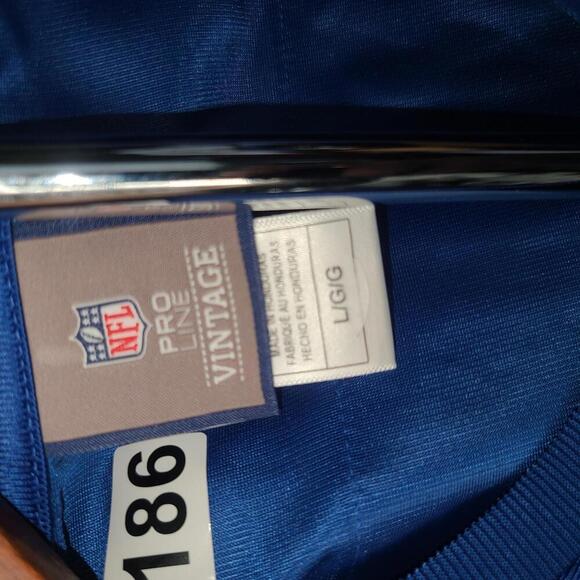 NFL
PRO
LINE
VINTAGE
MADE IN HONDURAS
FABRIQUÉ AU HONDURAS
HECHO EN HONDURAS
L/G/G
186